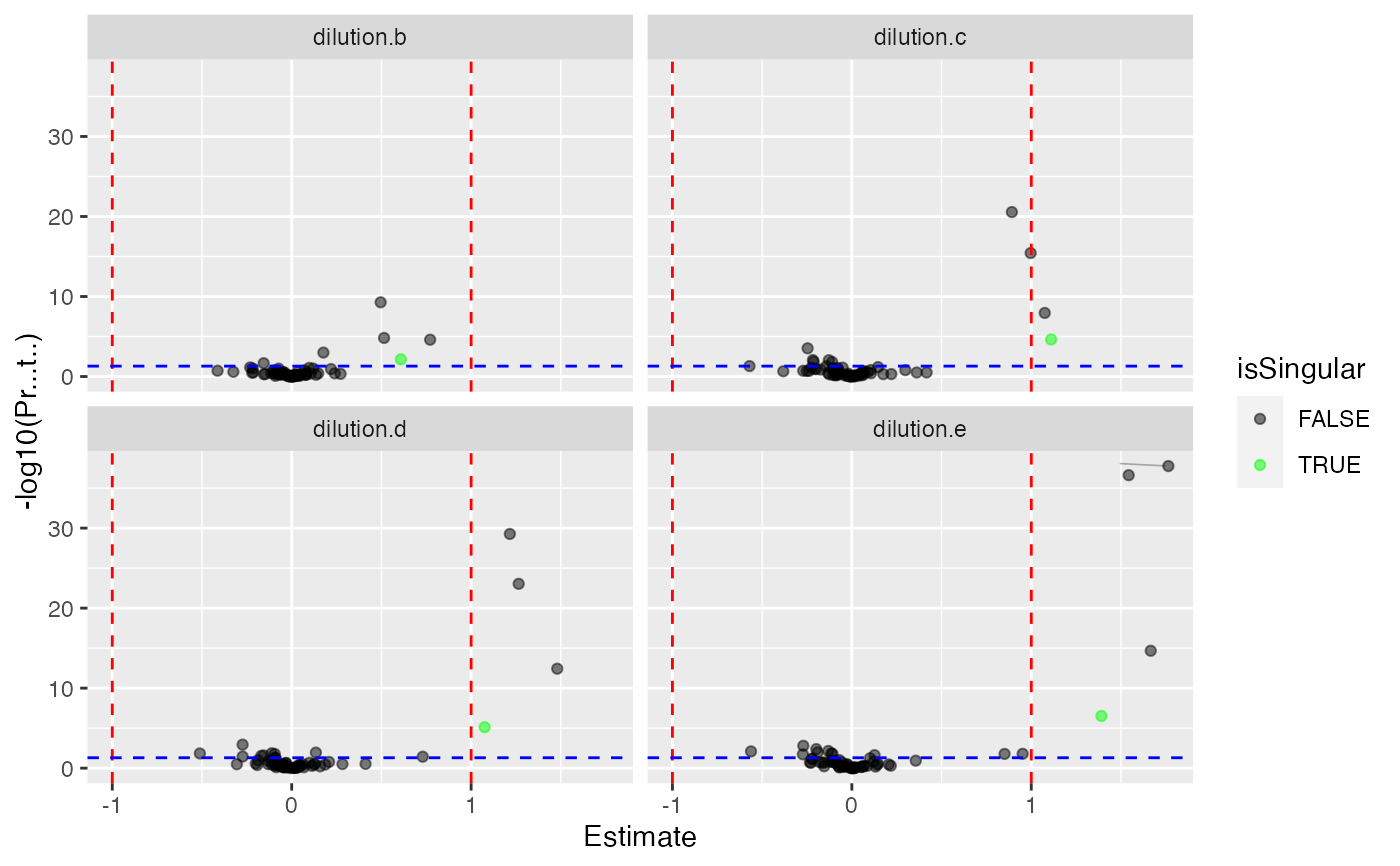 dilution.b
dilution.c
30
20
10
0
dilution.d
dilution.e
30
20
10
0
-1
0
1
-1
0
1
Estimate
-log10(Pr...t..)
isSingular
FALSE
TRUE